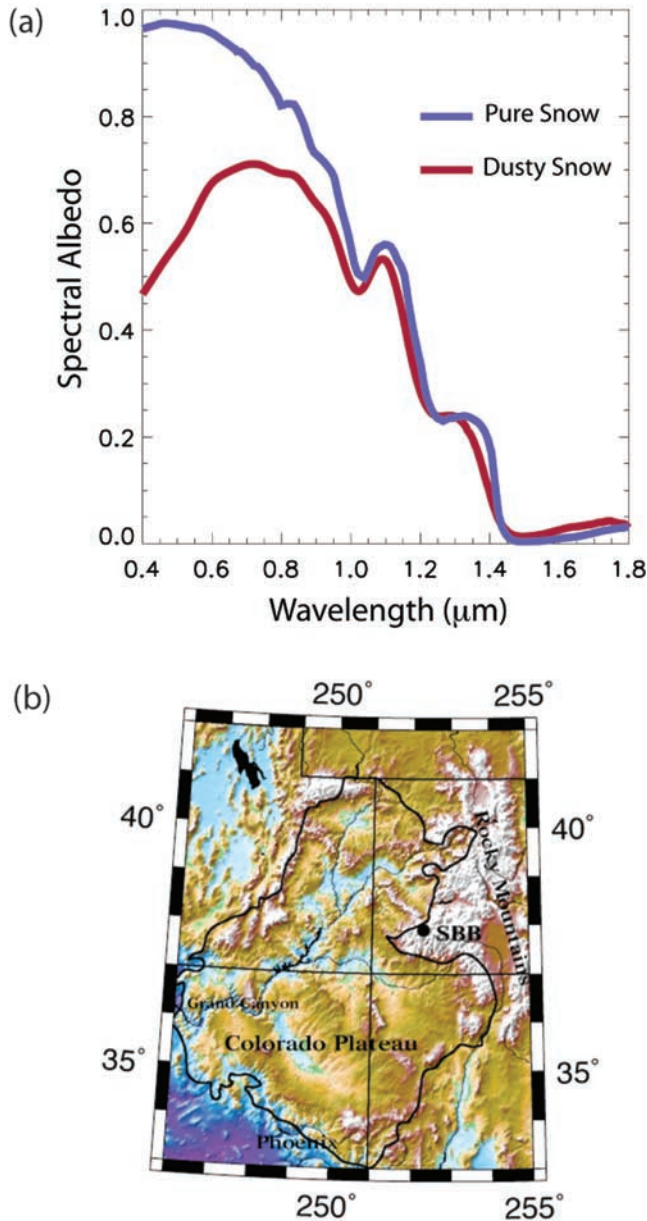 (a)
1.0
0.8
0.6
0.4
0.2
0.0
Spectral Albedo
Pure Snow
Dusty Snow
0.4 0.6 0.8 1.0 1.2 1.4 1.6 1.8
Wavelength (μm)
(b)
250° 255°
40° 40°
Rocky Mountains
SBB
Grand Canyon
Colorado Plateau
35° 35°
Phoenix
250° 255°